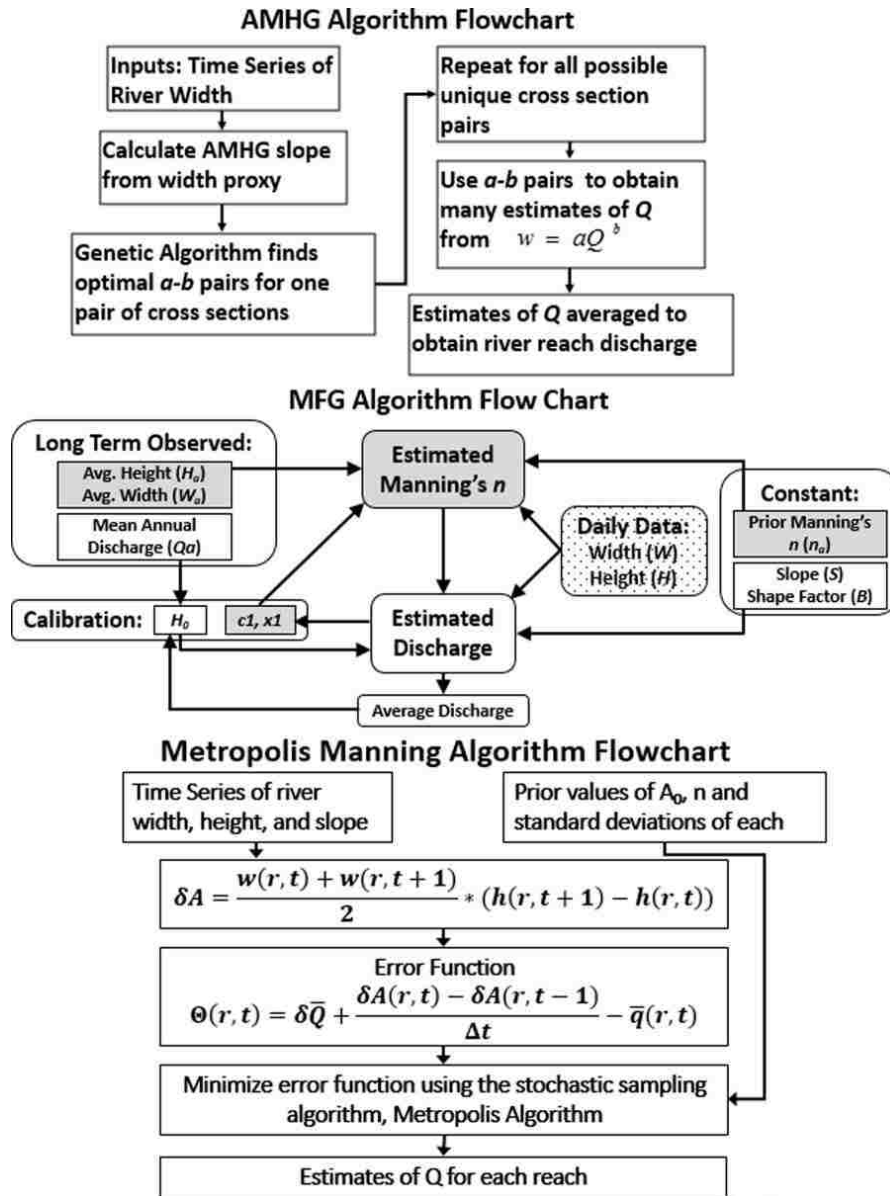 AMHG Algorithm Flowchart
Inputs: Time Series of
River Width
Calculate AMHG slope
from width proxy
Genetic Algorithm finds
optimal a-b pairs for one
pair of cross sections
Repeat for all possible
unique cross section
pairs
Use a-b pairs to obtain
many estimates of Q
from w = aQ^b
Estimates of Q averaged to
obtain river reach discharge
MFG Algorithm Flow Chart
Long Term Observed:
Avg. Height (Hₐ)
Avg. Width (Wₐ)
Mean Annual
Discharge (Qa)
Estimated
Manning's n
Daily Data:
Width (W)
Height (H)
Constant:
Prior Manning's
n (nₐ)
Slope (S)
Shape Factor (B)
Calibration: H₀ c1, x1
Estimated
Discharge
Average Discharge
Metropolis Manning Algorithm Flowchart
Time Series of river
width, height, and slope
Prior values of A₀, n and
standard deviations of each
δA = (w(r, t) + w(r, t + 1))/2 * (h(r, t + 1) − h(r, t))
Error Function
Θ(r, t) = δQ̅ + (δA(r, t) − δA(r, t − 1))/Δt − q̅(r, t)
Minimize error function using the stochastic sampling
algorithm, Metropolis Algorithm
Estimates of Q for each reach